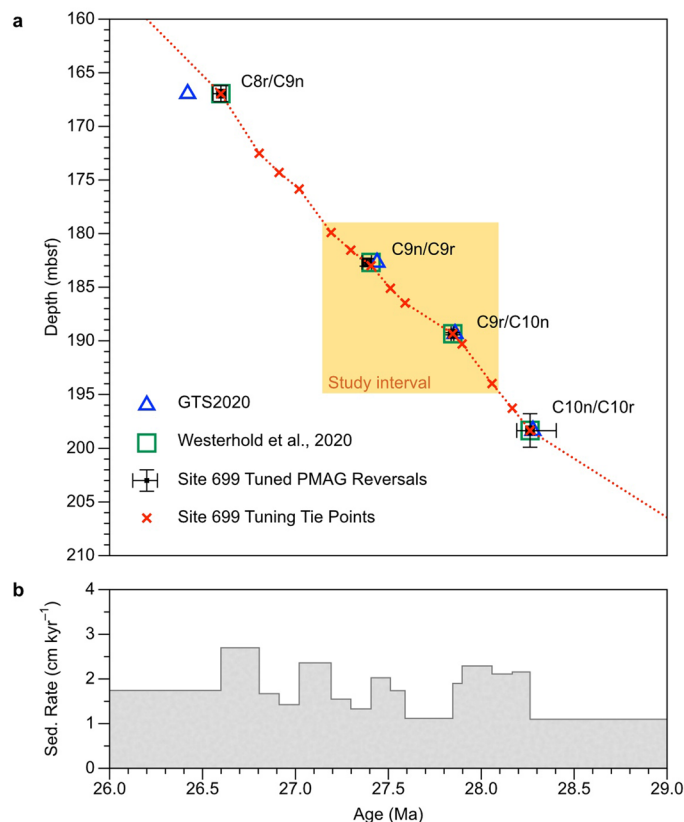 a
160
165
170
175
180
185
190
195
200
205
210
Depth (mbsf)
C8r/C9n
C9n/C9r
C9r/C10n
C10n/C10r
Study interval
GTS2020
Westerhold et al., 2020
Site 699 Tuned PMAG Reversals
Site 699 Tuning Tie Points
b
4
3
2
1
0
Sed. Rate (cm kyr⁻¹)
26.0 26.5 27.0 27.5 28.0 28.5 29.0
Age (Ma)